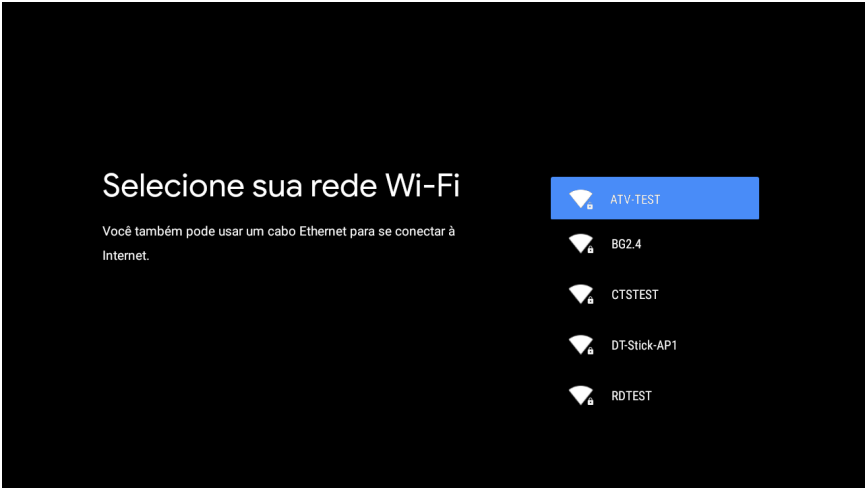 Selecione sua rede Wi-Fi
Você também pode usar um cabo Ethernet para se conectar à
Internet.
ATV-TEST
BG2.4
CTSTEST
DT-Stick-AP1
RDTEST